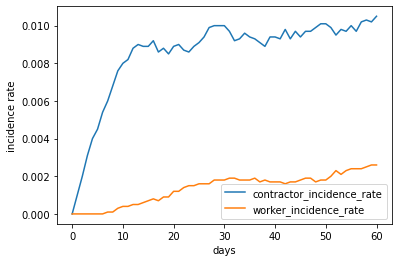 incidence rate
0.010
0.008
0.006
0.004
0.002
0.000
contractor_incidence_rate
worker_incidence_rate
0 10 20 30 40 50 60
days